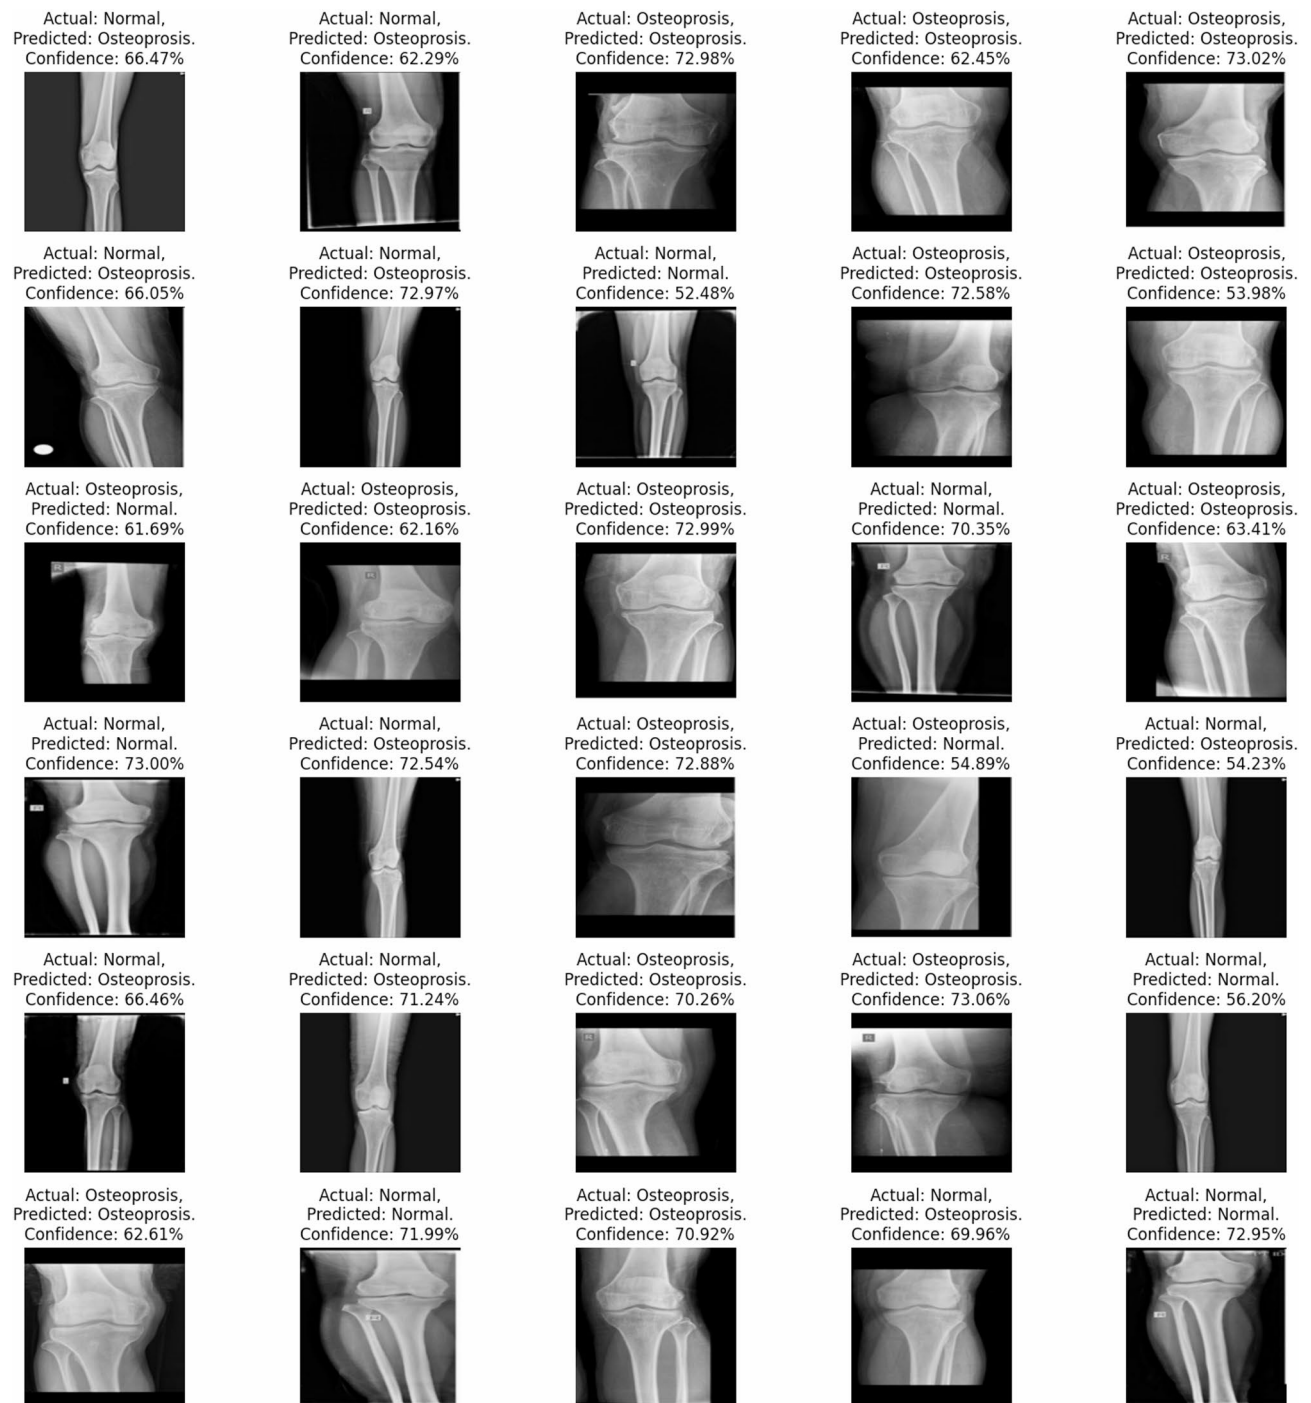 Actual: Normal,
Predicted: Osteoprosis.
Confidence: 66.47%
Actual: Normal,
Predicted: Osteoprosis.
Confidence: 62.29%
Actual: Osteoprosis,
Predicted: Osteoprosis.
Confidence: 72.98%
Actual: Osteoprosis,
Predicted: Osteoprosis.
Confidence: 62.45%
Actual: Osteoprosis,
Predicted: Osteoprosis.
Confidence: 73.02%
Actual: Normal,
Predicted: Osteoprosis.
Confidence: 66.05%
Actual: Normal,
Predicted: Osteoprosis.
Confidence: 72.97%
Actual: Normal,
Predicted: Normal.
Confidence: 52.48%
Actual: Osteoprosis,
Predicted: Osteoprosis.
Confidence: 72.58%
Actual: Osteoprosis,
Predicted: Osteoprosis.
Confidence: 53.98%
Actual: Osteoprosis,
Predicted: Normal.
Confidence: 61.69%
R
Actual: Osteoprosis,
Predicted: Osteoprosis.
Confidence: 62.16%
R
Actual: Osteoprosis,
Predicted: Osteoprosis.
Confidence: 72.99%
Actual: Normal,
Predicted: Normal.
Confidence: 70.35%
Actual: Osteoprosis,
Predicted: Osteoprosis.
Confidence: 63.41%
R
Actual: Normal,
Predicted: Normal.
Confidence: 73.00%
Actual: Normal,
Predicted: Osteoprosis.
Confidence: 72.54%
Actual: Osteoprosis,
Predicted: Osteoprosis.
Confidence: 72.88%
Actual: Osteoprosis,
Predicted: Normal.
Confidence: 54.89%
Actual: Normal,
Predicted: Osteoprosis.
Confidence: 54.23%
Actual: Normal,
Predicted: Osteoprosis.
Confidence: 66.46%
Actual: Normal,
Predicted: Osteoprosis.
Confidence: 71.24%
Actual: Osteoprosis,
Predicted: Osteoprosis.
Confidence: 70.26%
R
Actual: Osteoprosis,
Predicted: Osteoprosis.
Confidence: 73.06%
R
Actual: Normal,
Predicted: Normal.
Confidence: 56.20%
Actual: Osteoprosis,
Predicted: Osteoprosis.
Confidence: 62.61%
Actual: Normal,
Predicted: Normal.
Confidence: 71.99%
Actual: Osteoprosis,
Predicted: Osteoprosis.
Confidence: 70.92%
Actual: Normal,
Predicted: Osteoprosis.
Confidence: 69.96%
Actual: Normal,
Predicted: Normal.
Confidence: 72.95%